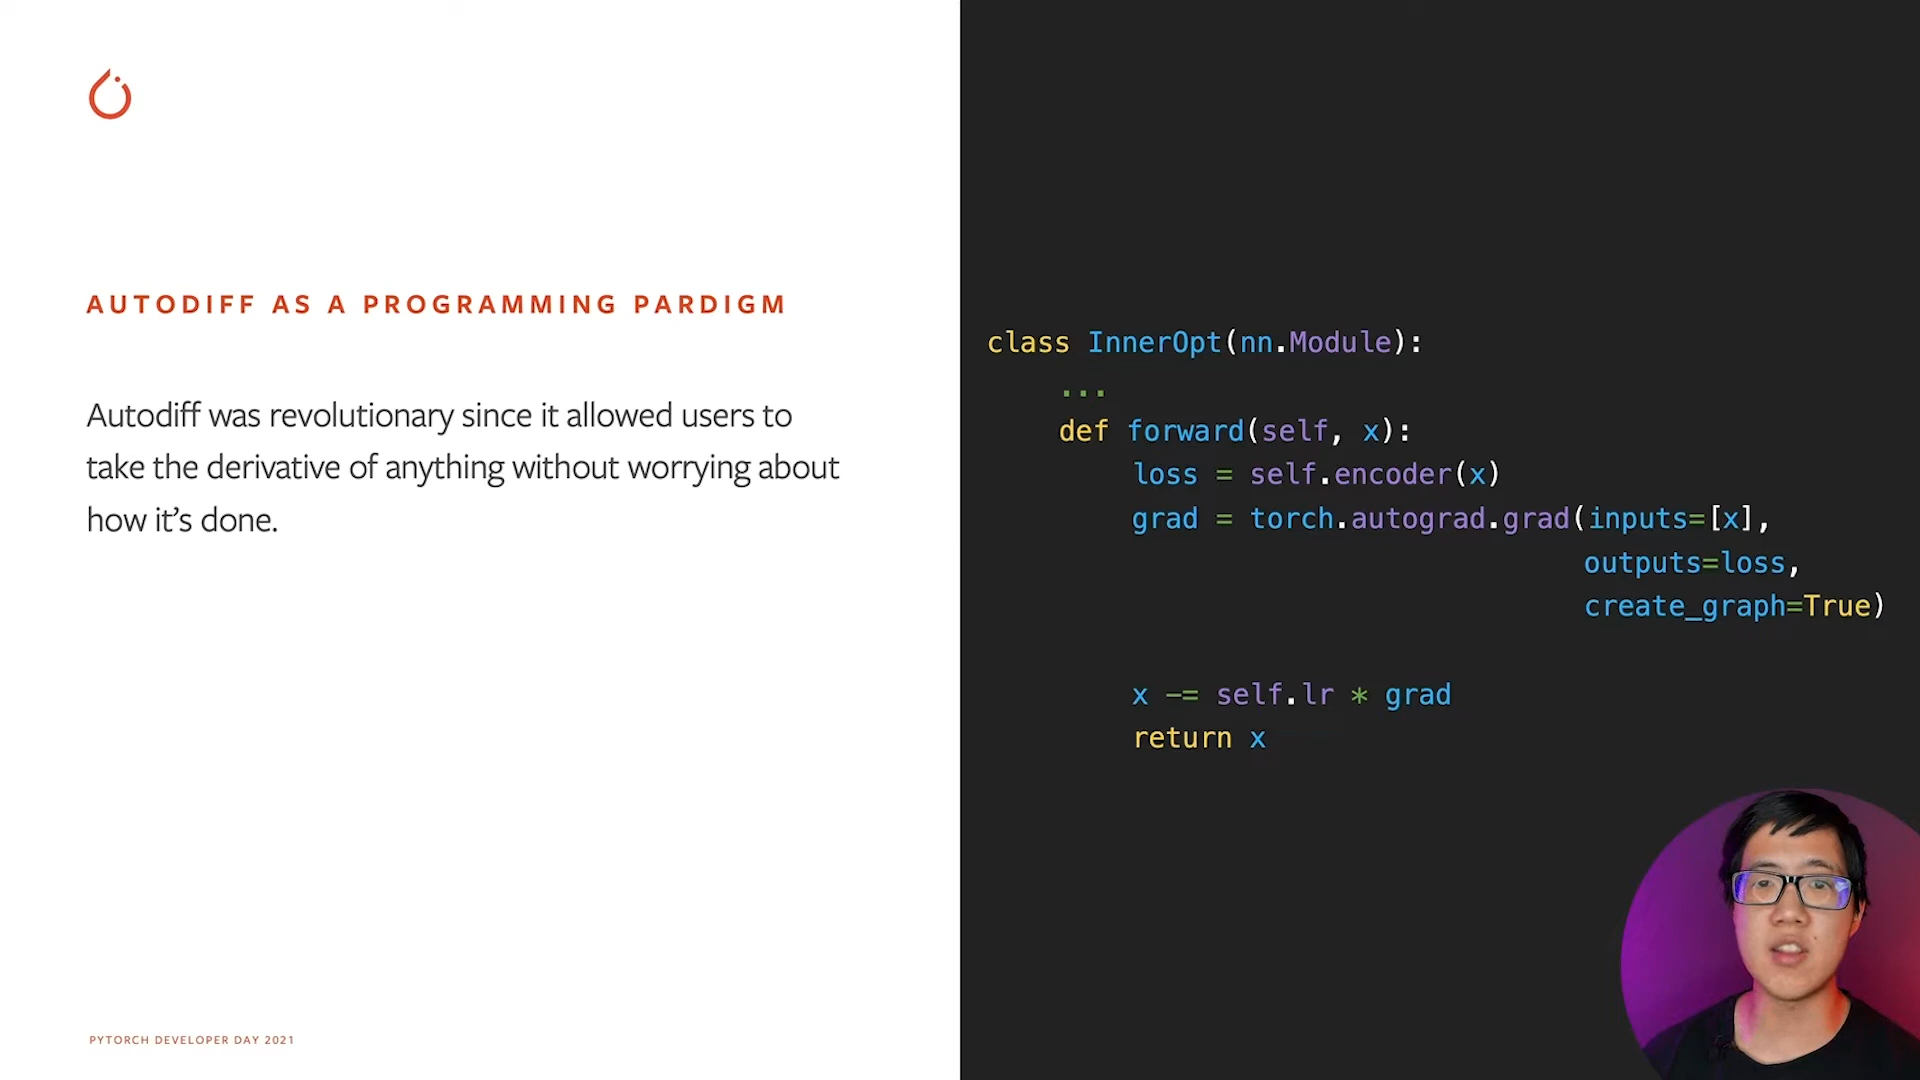 AUTODIFF AS A PROGRAMMING PARDIGM
Autodiff was revolutionary since it allowed users to
take the derivative of anything without worrying about
how it’s done.
PYTORCH DEVELOPER DAY 2021
class InnerOpt(nn.Module):
...
def forward(self, x):
loss = self.encoder(x)
grad = torch.autograd.grad(inputs=[x],
outputs=loss,
create_graph=True)
x -= self.lr * grad
return x